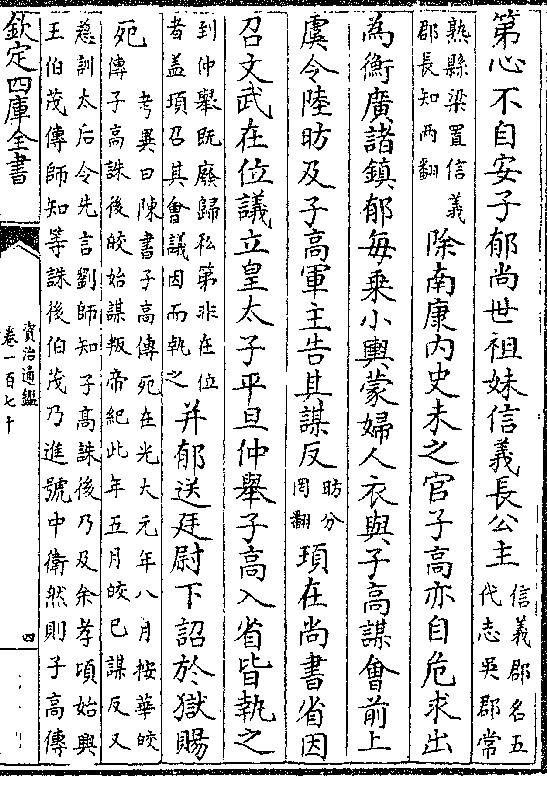 第心不自安子郁尚世祖妹信義長公主信義郡名五
代志吳郡常
熟縣梁置信義
郡長知兩翻除南康内史未之官子高亦自危求出
為衡廣諸鎮郁每乗小輿蒙婦人衣與子高謀㑹前上
虞令陸昉及子高軍主告其謀反昉分
罔翻頊在尚書省因
召文武在位議立皇太子平旦仲舉子高入省皆執之
到仲舉既廢歸私第非在位
者盖頊召其㑹議因而執之并郁送廷尉下詔於獄賜
死考異曰陳書子高傳死在光大元年八月按華皎
傳子高誅後皎始謀叛帝紀此年五月皎已謀反又
慈訓太后令先言劉師知子高誅後乃及余孝頃始興
王伯茂傳師知等誅後伯茂乃進號中衛然則子高傳
欽定四庫全書
資治通鑑
卷一百七十
四